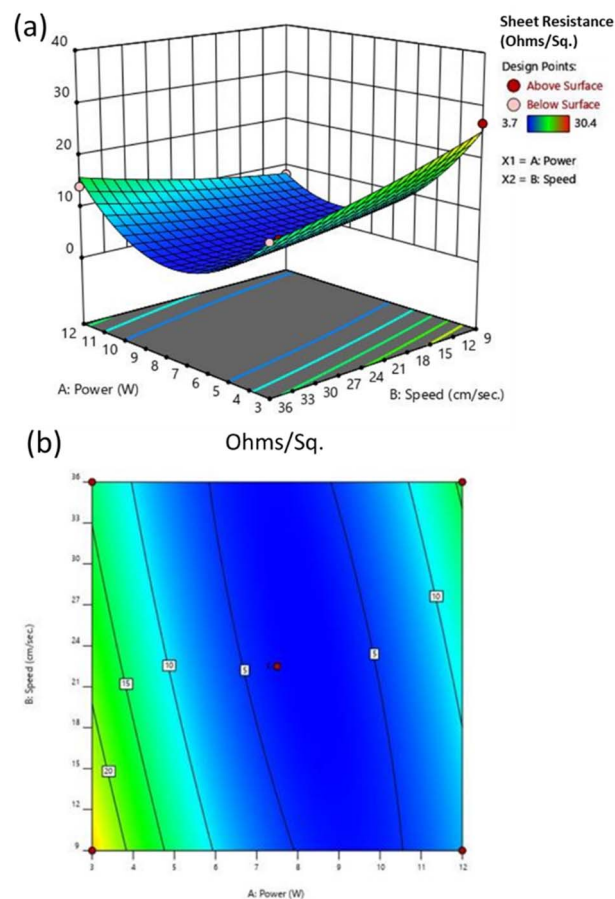 (a)
Sheet Resistance
(Ohms/Sq.)
Design Points:
Above Surface
Below Surface
3.7 30.4
X1 = A: Power
X2 = B: Speed
40
30
20
10
0
12 11 10 9 8 7 6 5 4 3
A: Power (W)
36 33 30 27 24 21 18 15 12 9
B: Speed (cm/sec.)
(b)
Ohms/Sq.
36
33
30
27
24
21
18
15
12
9
B: Speed (cm/sec.)
10
5
10
5
15
20
3 4 5 6 7 8 9 10 11 12
A: Power (W)